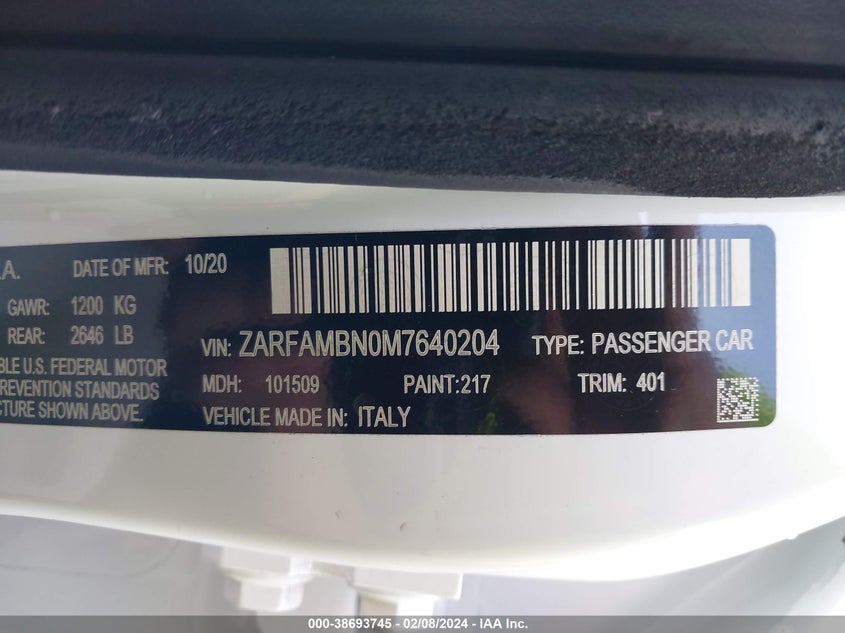 .A. DATE OF MFR: 10/20
GAWR: 1200 KG
REAR: 2646 LB
VIN: ZARFAMBN0M7640204 TYPE: PASSENGER CAR
BLE U.S. FEDERAL MOTOR
MDH: 101509 PAINT:217 TRIM: 401
PREVENTION STANDARDS
CTURE SHOWN ABOVE.
VEHICLE MADE IN: ITALY
000-38693745 - 02/08/2024 - IAA Inc.